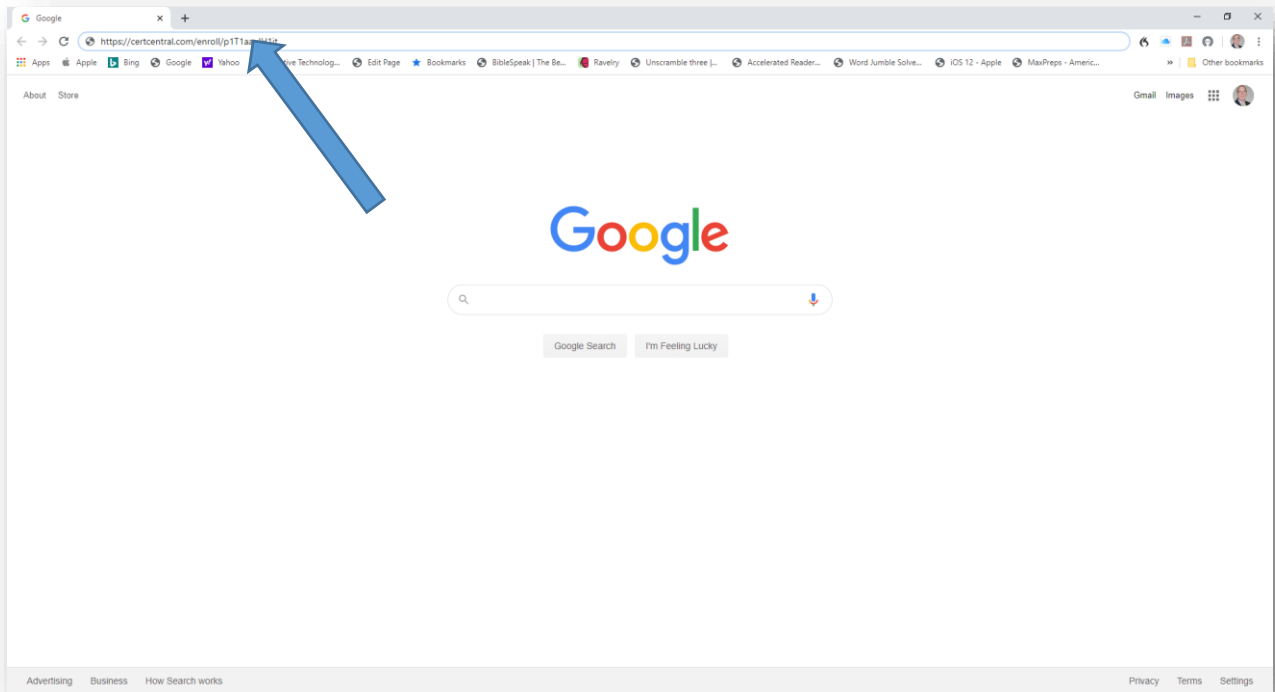 Google
https://certcentral.com/enroll/
Apps Apple Bing Google Yahoo Technolog... Edit Page Bookmarks BibleSpeak | The Be... Ravelry Unscramble three |... Accelerated Reader... Word Jumble Solve... iOS 12 - Apple MaxPreps - Americ... » Other bookmarks
About Store Gmail Images
Google
Google Search I'm Feeling Lucky
Advertising Business How Search works Privacy Terms Settings